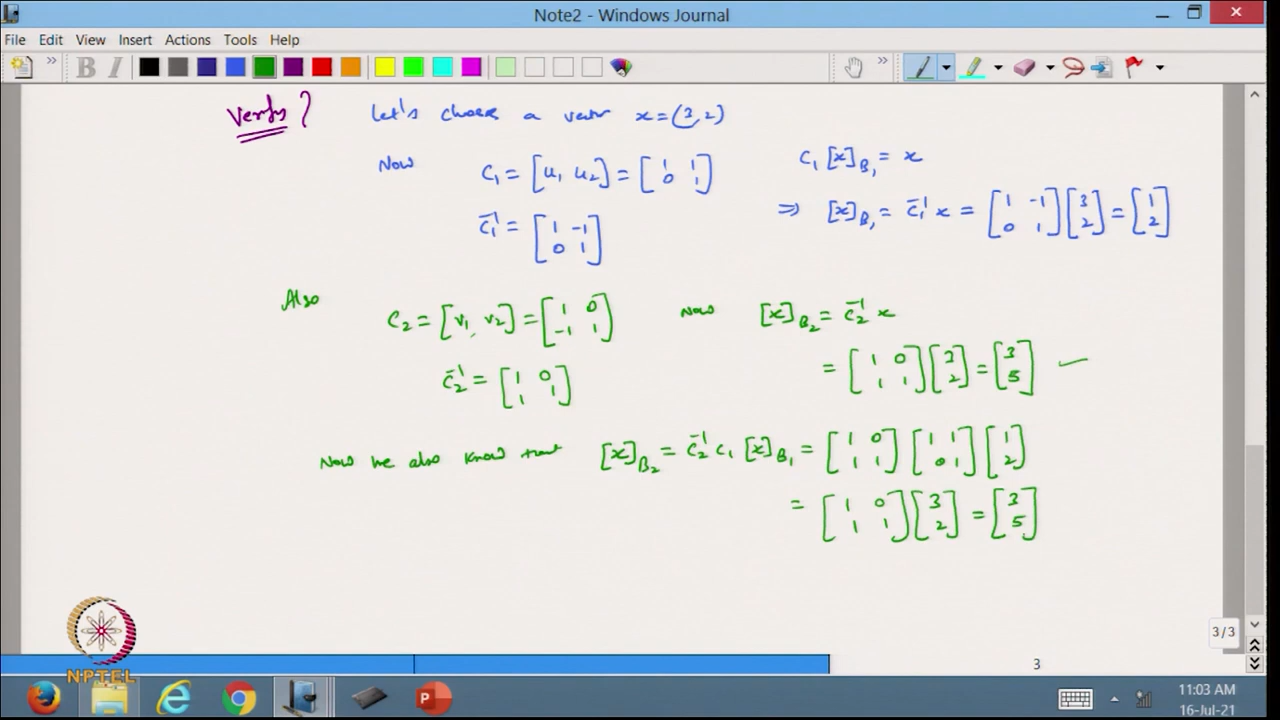 Note2 - Windows Journal
File Edit View Insert Actions Tools Help
Verify? Let's choose a vector x = (3, 2)
Now C₁ = [u₁ u₂] = [1 1; 0 1] C₁ [x]_B₁ = x
C₁⁻¹ = [1 -1; 0 1] ⇒ [x]_B₁ = C₁⁻¹ x = [1 -1; 0 1] [3; 2] = [1; 2]
Also C₂ = [v₁, v₂] = [1 0; -1 1] Now [x]_B₂ = C₂⁻¹ x
C₂⁻¹ = [1 0; 1 1] = [1 0; 1 1] [3; 2] = [3; 5] ✓
Now we also know that [x]_B₂ = C₂⁻¹ C₁ [x]_B₁ = [1 0; 1 1] [1 1; 0 1] [1; 2]
= [1 0; 1 1] [3; 2] = [3; 5]
NPTEL
3/3
3
11:03 AM
16-Jul-21